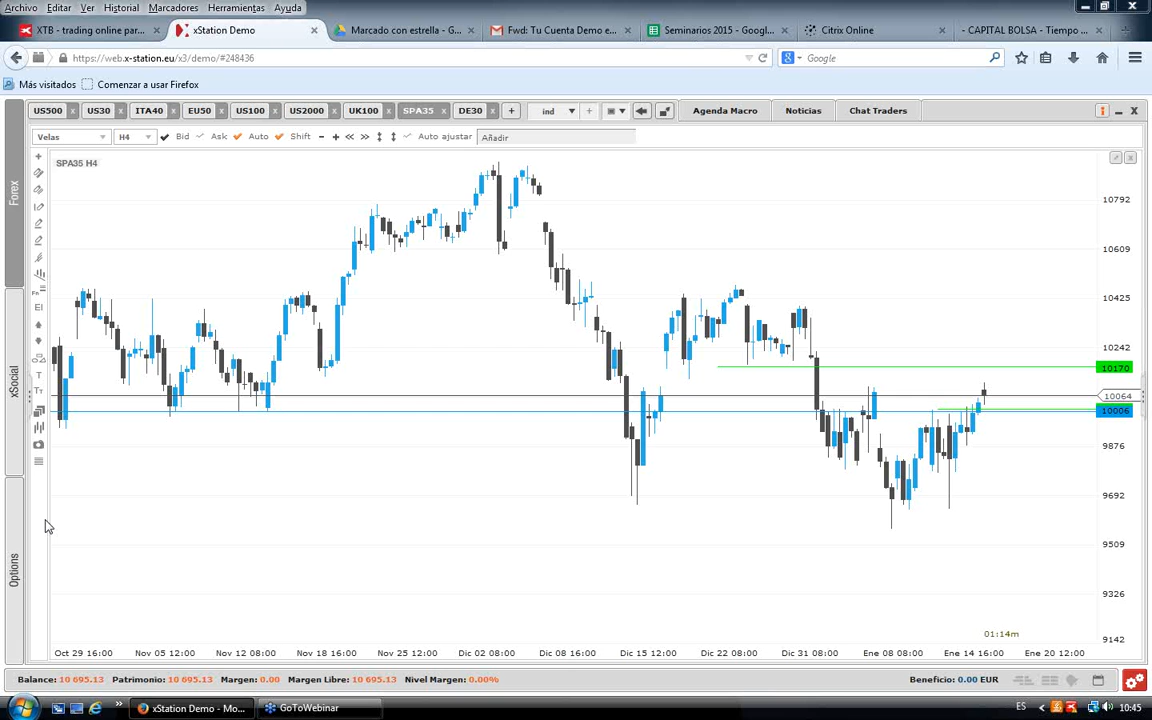 Archivo Editar Ver Historial Marcadores Herramientas Ayuda
XTB - trading online par... × xStation Demo × Marcado con estrella - G... × Fwd: Tu Cuenta Demo e... × Seminarios 2015 - Googl... × Citrix Online × - CAPITAL BOLSA - Tiempo ... × +
https://web.x-station.eu/x3/demo/#248436
Google
Más visitados Comenzar a usar Firefox
US500 x US30 x ITA40 x EU50 x US100 x US2000 x UK100 x SPA35 x DE30 x + ind + Agenda Macro Noticias Chat Traders
Velas H4 Bid Ask Auto Shift - + << >> Auto ajustar Añadir
SPA35 H4
Forex
xSocial
Options
10792
10609
10425
10242
10170
10064
10006
9876
9692
9509
9326
9142
01:14m
Oct 29 16:00 Nov 05 12:00 Nov 12 08:00 Nov 18 16:00 Nov 25 12:00 Dic 02 08:00 Dic 08 16:00 Dic 15 12:00 Dic 22 08:00 Dic 31 08:00 Ene 08 08:00 Ene 14 16:00 Ene 20 12:00
Balance: 10 695.13 Patrimonio: 10 695.13 Margen: 0.00 Margen Libre: 10 695.13 Nivel Margen: 0.00% Beneficio: 0.00 EUR
xStation Demo - Mo... GoToWebinar ES 10:45